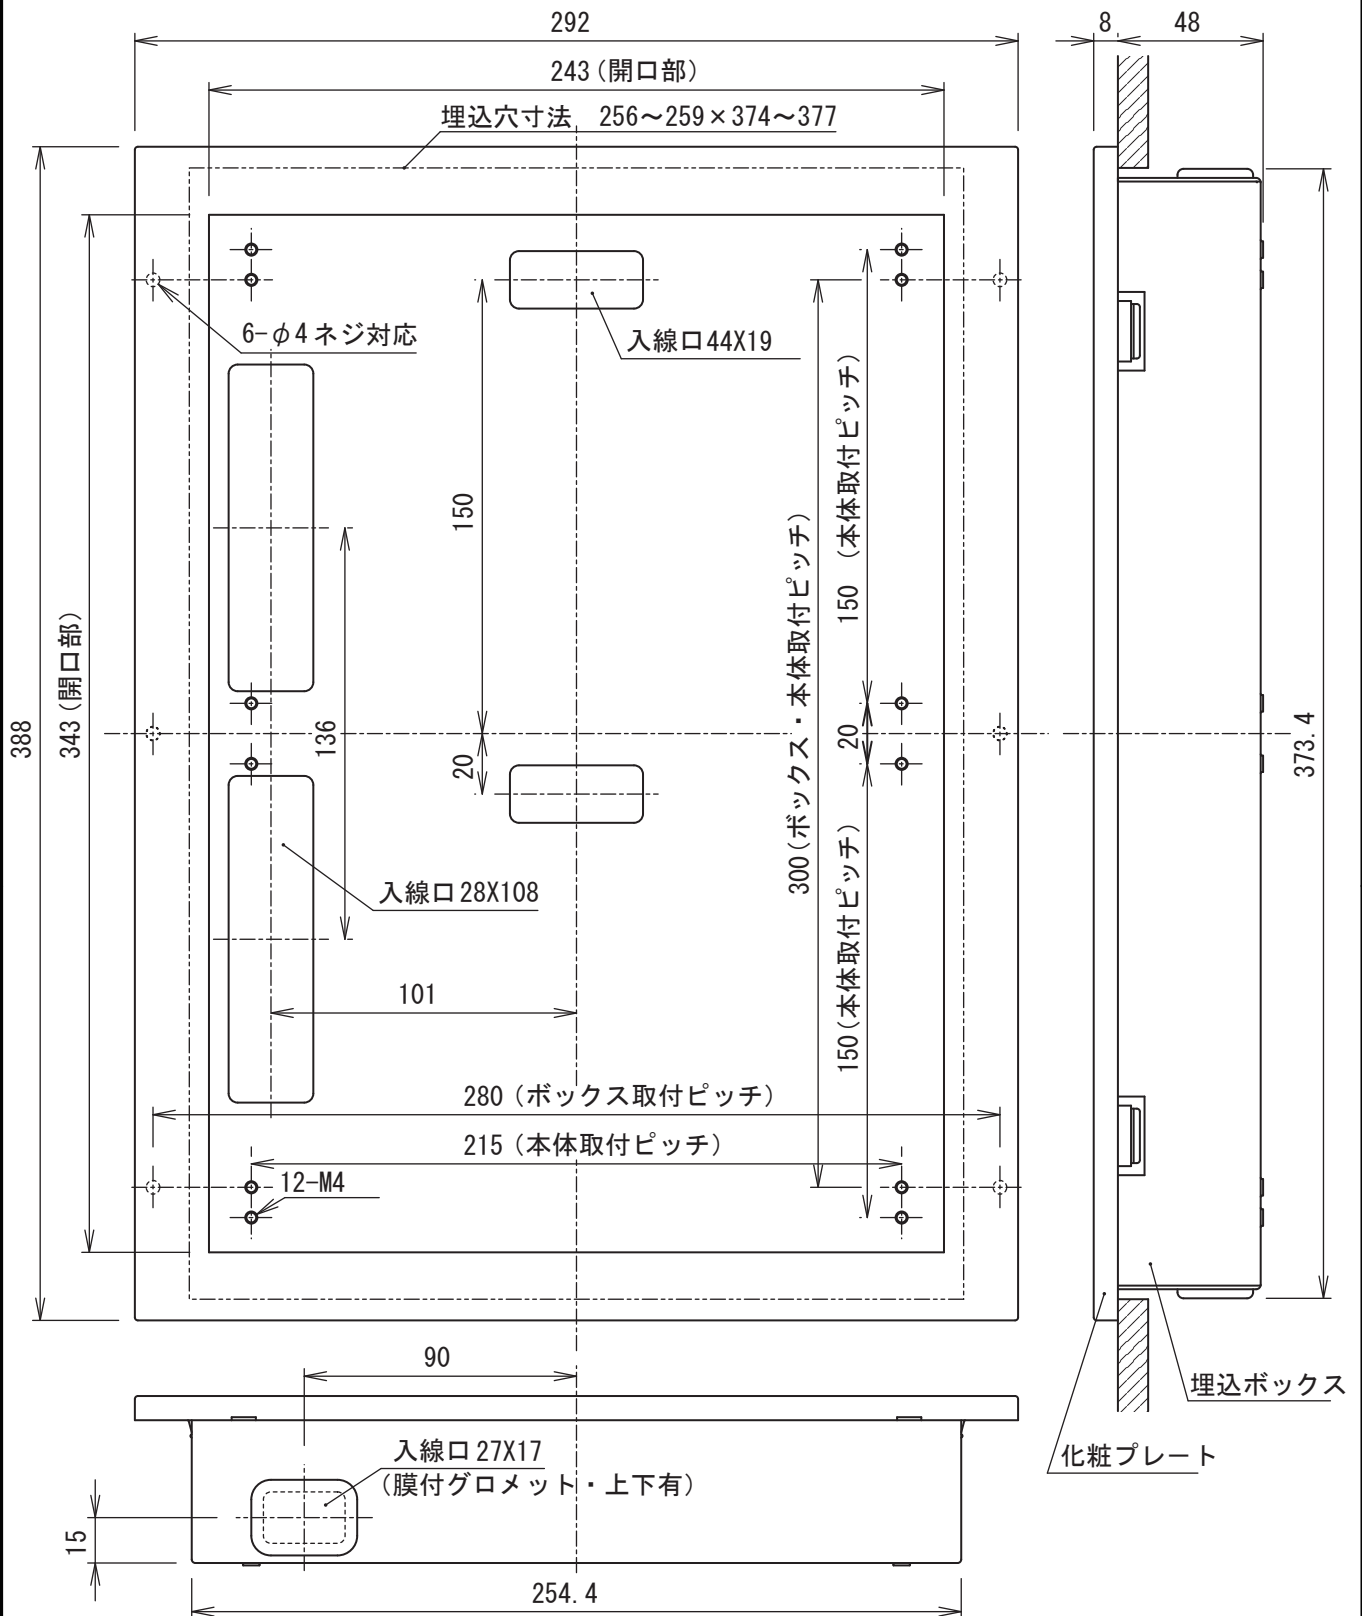 292
8
48
243(開口部)
埋込穴寸法 256～259×374～377
6-φ4ネジ対応
入線口44X19
150 (本体取付ピッチ)
150
300(ボックス・本体取付ピッチ)
343(開口部)
388
136
20
20
373.4
入線口28X108
150(本体取付ピッチ)
101
280 (ボックス取付ピッチ)
215 (本体取付ピッチ)
12-M4
90
埋込ボックス
化粧プレート
入線口27X17
(膜付グロメット・上下有)
15
254.4